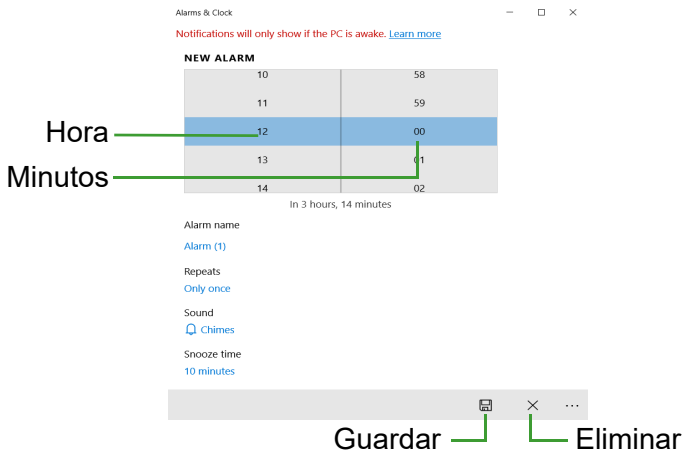 Alarms & Clock
Notifications will only show if the PC is awake. Learn more
NEW ALARM
10 58
11 59
Hora 12 00
13 01
Minutos
14 02
In 3 hours, 14 minutes
Alarm name
Alarm (1)
Repeats
Only once
Sound
Chimes
Snooze time
10 minutes
Guardar Eliminar